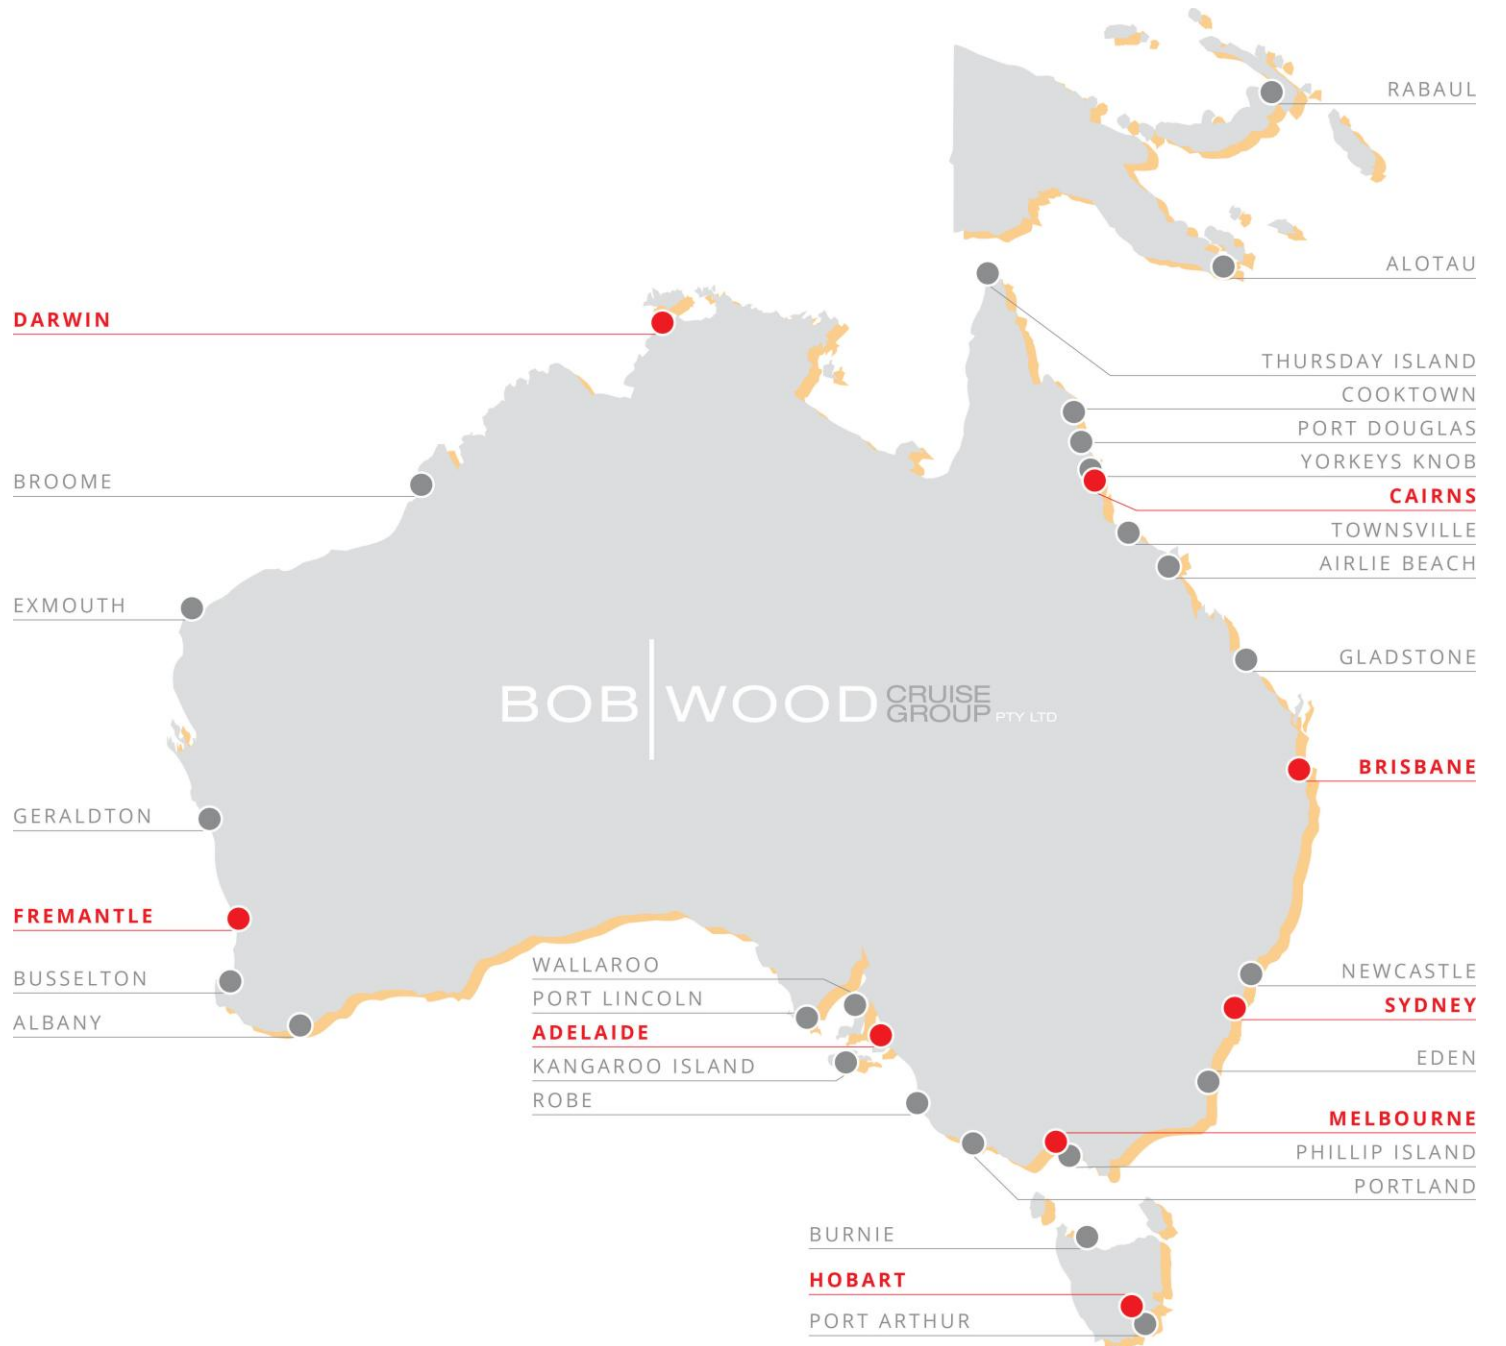 RABAUL
ALOTAU
DARWIN
THURSDAY ISLAND
COOKTOWN
PORT DOUGLAS
YORKEYS KNOB
BROOME
CAIRNS
TOWNSVILLE
AIRLIE BEACH
EXMOUTH
GLADSTONE
BOB WOOD CRUISE GROUP PTY LTD
BRISBANE
GERALDTON
FREMANTLE
WALLAROO
NEWCASTLE
BUSSELTON
PORT LINCOLN
SYDNEY
ALBANY
ADELAIDE
EDEN
KANGAROO ISLAND
ROBE
MELBOURNE
PHILLIP ISLAND
PORTLAND
BURNIE
HOBART
PORT ARTHUR